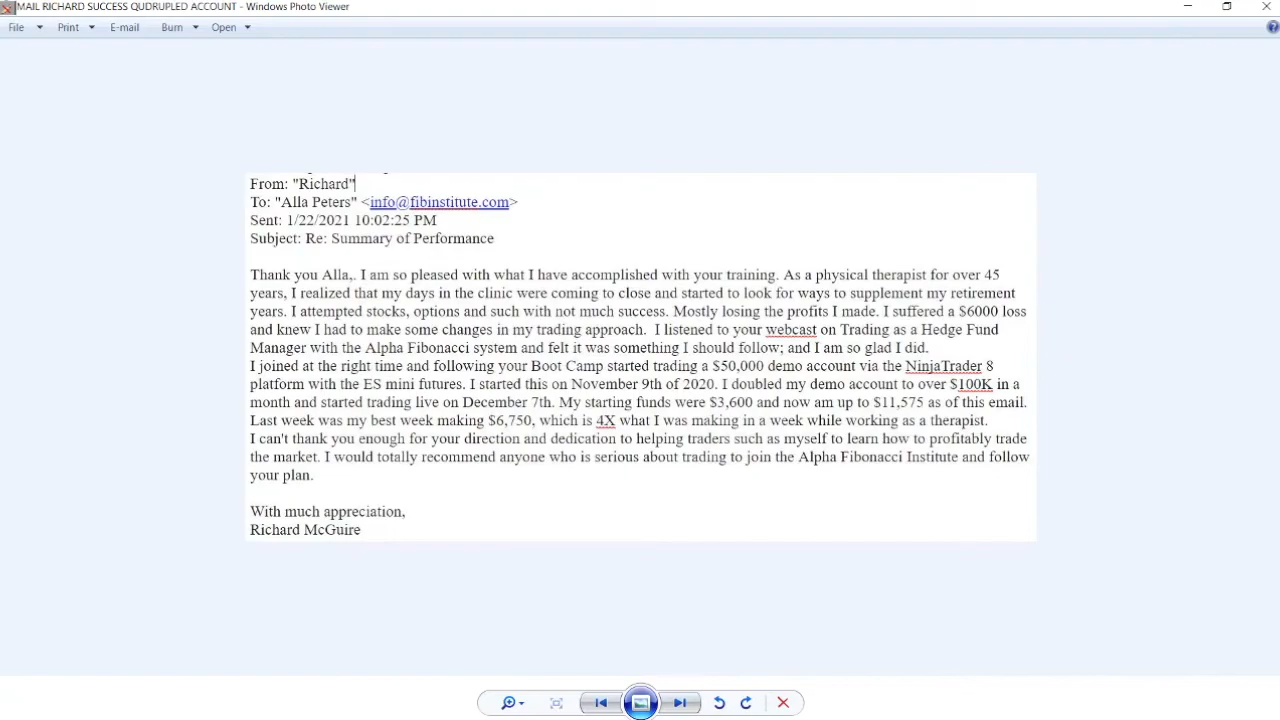 MAIL RICHARD SUCCESS QUDRUPLED ACCOUNT - Windows Photo Viewer
File Print E-mail Burn Open
From: "Richard"
To: "Alla Peters" <info@fibinstitute.com>
Sent: 1/22/2021 10:02:25 PM
Subject: Re: Summary of Performance
Thank you Alla,. I am so pleased with what I have accomplished with your training. As a physical therapist for over 45
years, I realized that my days in the clinic were coming to close and started to look for ways to supplement my retirement
years. I attempted stocks, options and such with not much success. Mostly losing the profits I made. I suffered a $6000 loss
and knew I had to make some changes in my trading approach. I listened to your webcast on Trading as a Hedge Fund
Manager with the Alpha Fibonacci system and felt it was something I should follow; and I am so glad I did.
I joined at the right time and following your Boot Camp started trading a $50,000 demo account via the NinjaTrader 8
platform with the ES mini futures. I started this on November 9th of 2020. I doubled my demo account to over $100K in a
month and started trading live on December 7th. My starting funds were $3,600 and now am up to $11,575 as of this email.
Last week was my best week making $6,750, which is 4X what I was making in a week while working as a therapist.
I can't thank you enough for your direction and dedication to helping traders such as myself to learn how to profitably trade
the market. I would totally recommend anyone who is serious about trading to join the Alpha Fibonacci Institute and follow
your plan.
With much appreciation,
Richard McGuire